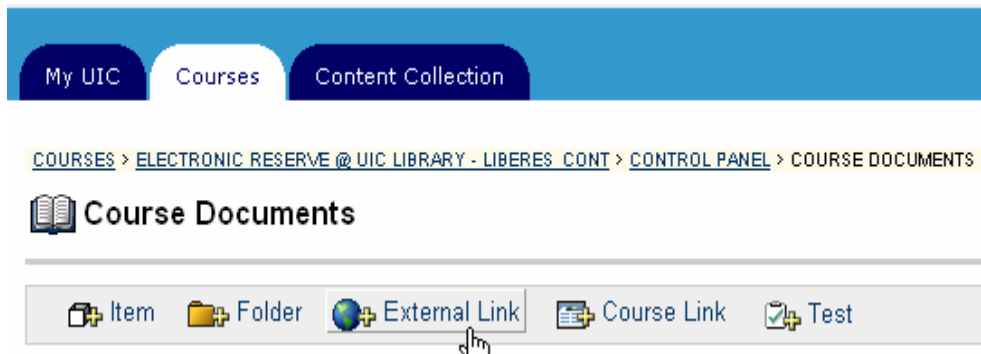 My UIC Courses Content Collection
COURSES > ELECTRONIC RESERVE @ UIC LIBRARY - LIBERES_CONT > CONTROL PANEL > COURSE DOCUMENTS
Course Documents
Item Folder External Link Course Link Test